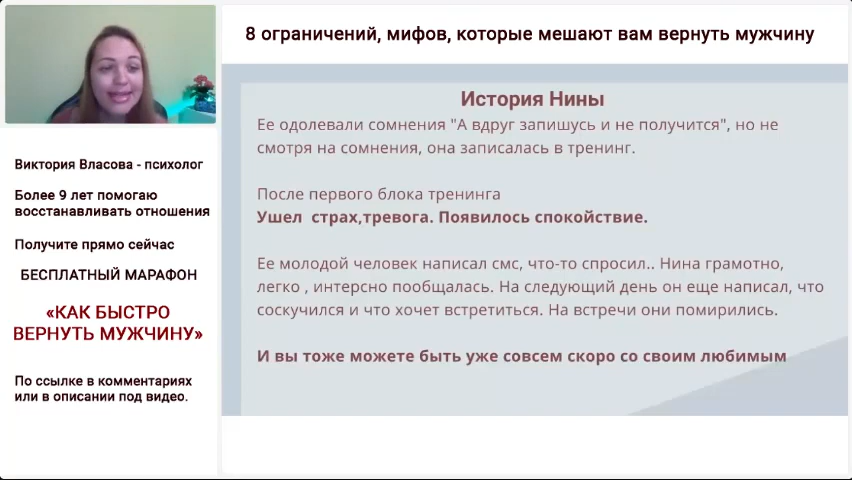 8 ограничений, мифов, которые мешают вам вернуть мужчину
История Нины
Ее одолевали сомнения "А вдруг запишусь и не получится", но не
смотря на сомнения, она записалась в тренинг.
После первого блока тренинга
Ушел страх,тревога. Появилось спокойствие.
Ее молодой человек написал смс, что-то спросил.. Нина грамотно,
легко , интерсно пообщалась. На следующий день он еще написал, что
соскучился и что хочет встретиться. На встречи они помирились.
И вы тоже можете быть уже совсем скоро со своим любимым
Виктория Власова - психолог
Более 9 лет помогаю
восстанавливать отношения
Получите прямо сейчас
БЕСПЛАТНЫЙ МАРАФОН
«КАК БЫСТРО
ВЕРНУТЬ МУЖЧИНУ»
По ссылке в комментариях
или в описании под видео.